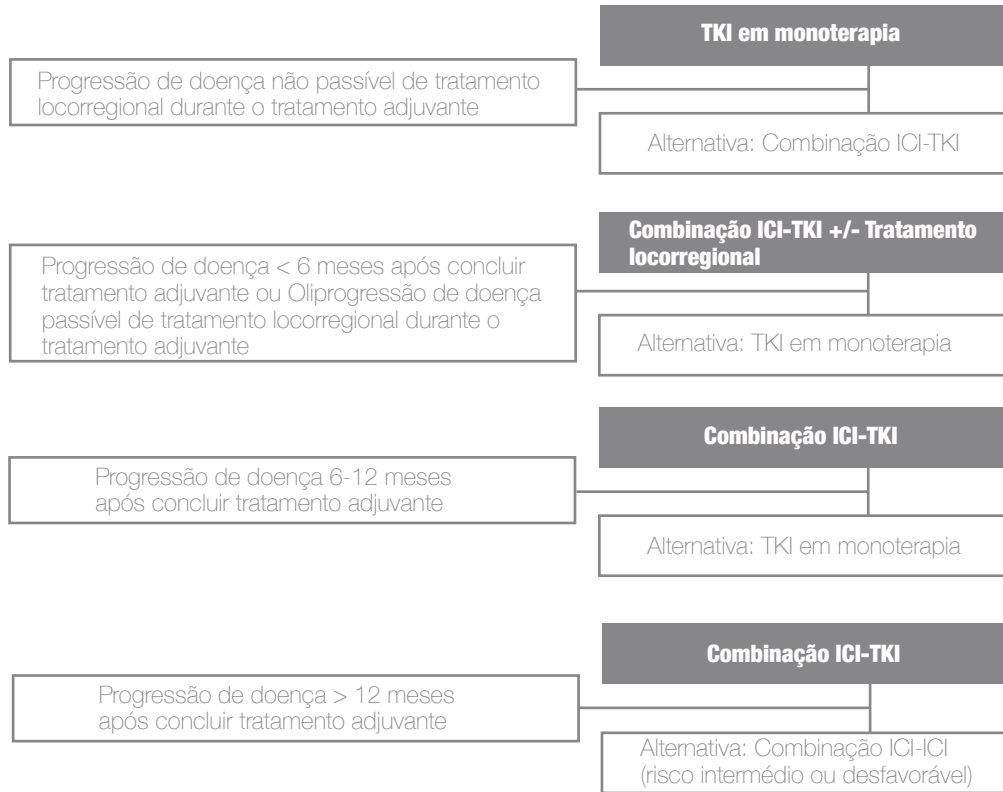 TKI em monoterapia
Progressão de doença não passível de tratamento
locorregional durante o tratamento adjuvante
Alternativa: Combinação ICI-TKI
Combinação ICI-TKI +/- Tratamento
locorregional
Progressão de doença < 6 meses após concluir
tratamento adjuvante ou Oliprogressão de doença
passível de tratamento locorregional durante o
tratamento adjuvante
Alternativa: TKI em monoterapia
Combinação ICI-TKI
Progressão de doença 6-12 meses
após concluir tratamento adjuvante
Alternativa: TKI em monoterapia
Combinação ICI-TKI
Progressão de doença > 12 meses
após concluir tratamento adjuvante
Alternativa: Combinação ICI-ICI
(risco intermédio ou desfavorável)